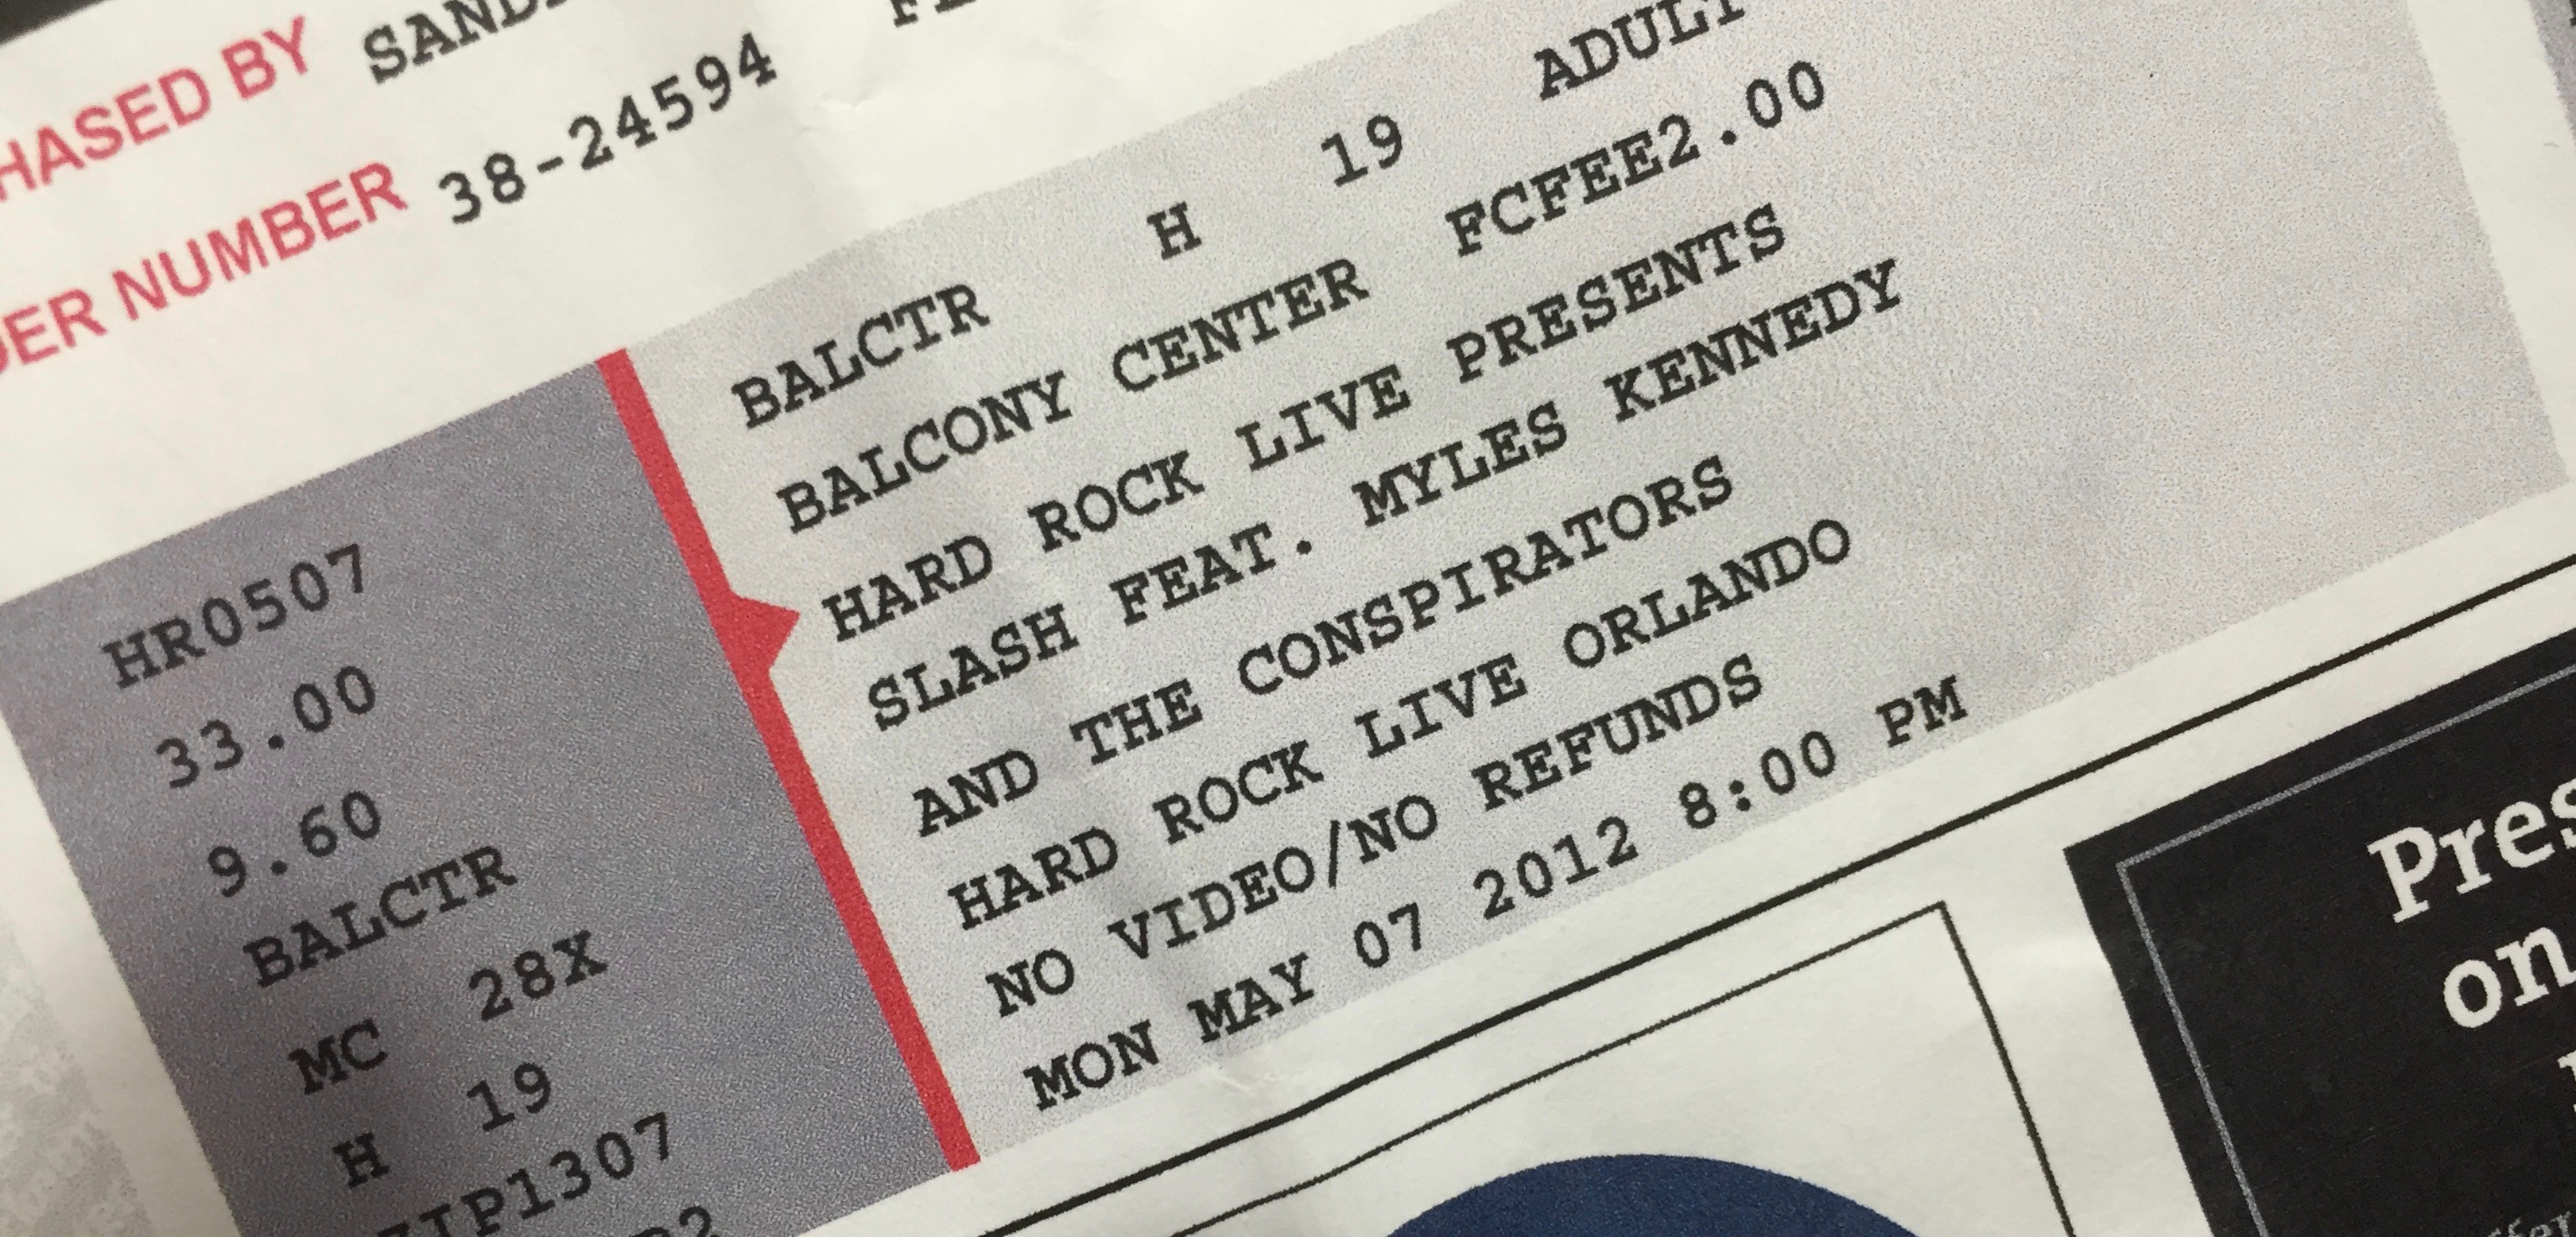 HASED BY SAND
ER NUMBER 38-24594
BALCTR H 19 ADULT
BALCONY CENTER FCFEE2.00
HARD ROCK LIVE PRESENTS
SLASH FEAT. MYLES KENNEDY
AND THE CONSPIRATORS
HARD ROCK LIVE ORLANDO
NO VIDEO/NO REFUNDS
MON MAY 07 2012 8:00 PM
HR0507
33.00
9.60
BALCTR
MC 28X
H 19
ZIP1307
Pres
on